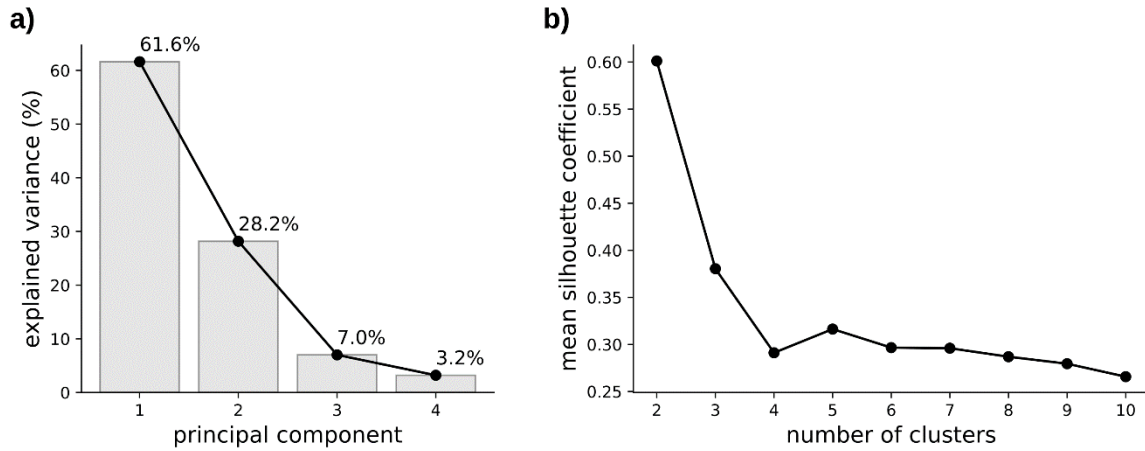 a)
61.6%
28.2%
7.0%
3.2%
explained variance (%)
60
50
40
30
20
10
0
1 2 3 4
principal component
b)
mean silhouette coefficient
0.60
0.55
0.50
0.45
0.40
0.35
0.30
0.25
2 3 4 5 6 7 8 9 10
number of clusters